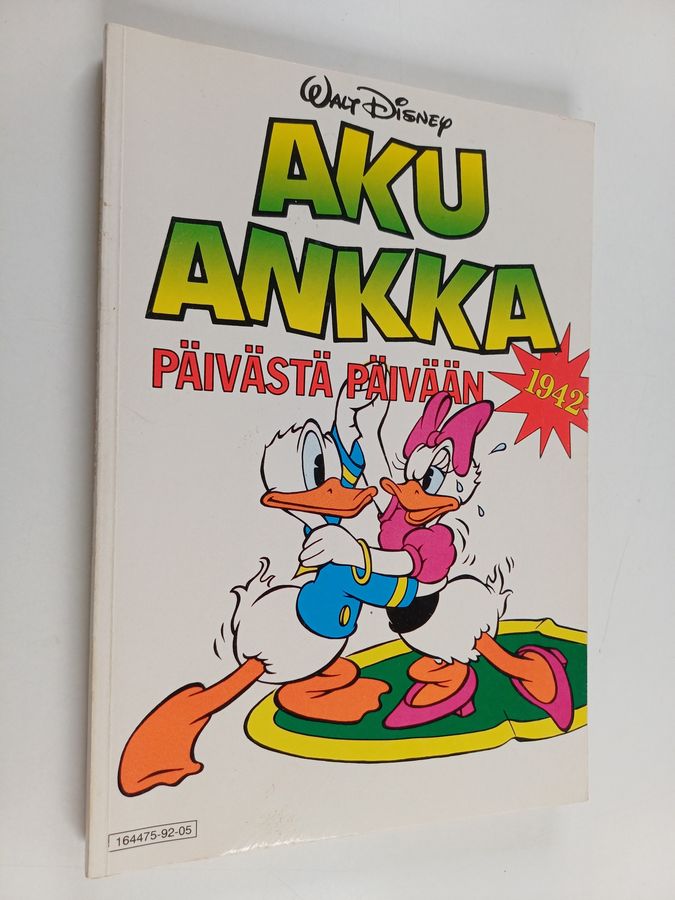 WALT DISNEY
AKU
ANKKA
PÄIVÄSTÄ PÄIVÄÄN
1942
164475-92-05